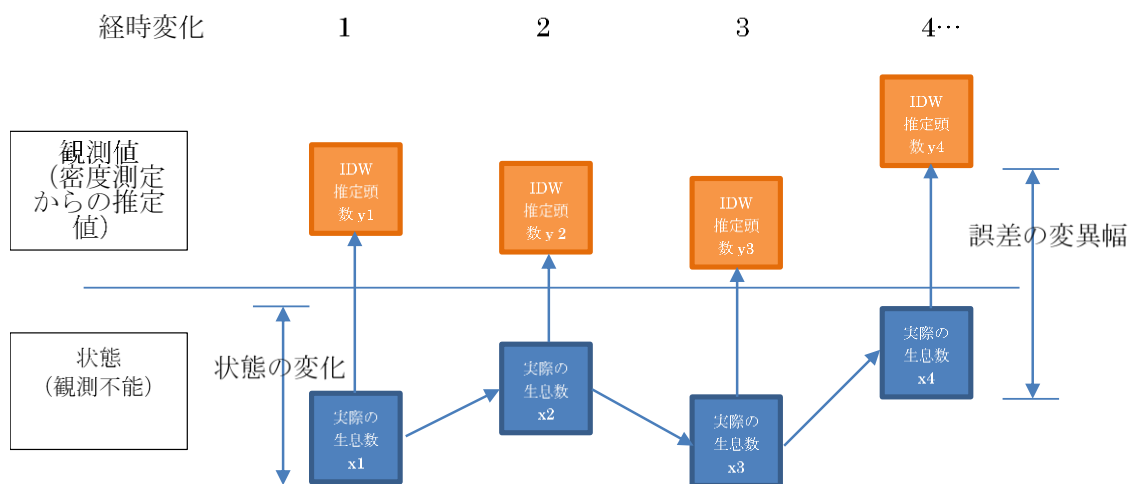 経時変化 1 2 3 4…
観測値
（密度測定
からの推定
値）
IDW
推定頭
数 y1
IDW
推定頭
数 y 2
IDW
推定頭
数 y3
IDW
推定頭
数 y4
誤差の変異幅
状態
（観測不能）
状態の変化
実際の
生息数
x1
実際の
生息数
x2
実際の
生息数
x3
実際の
生息数
x4